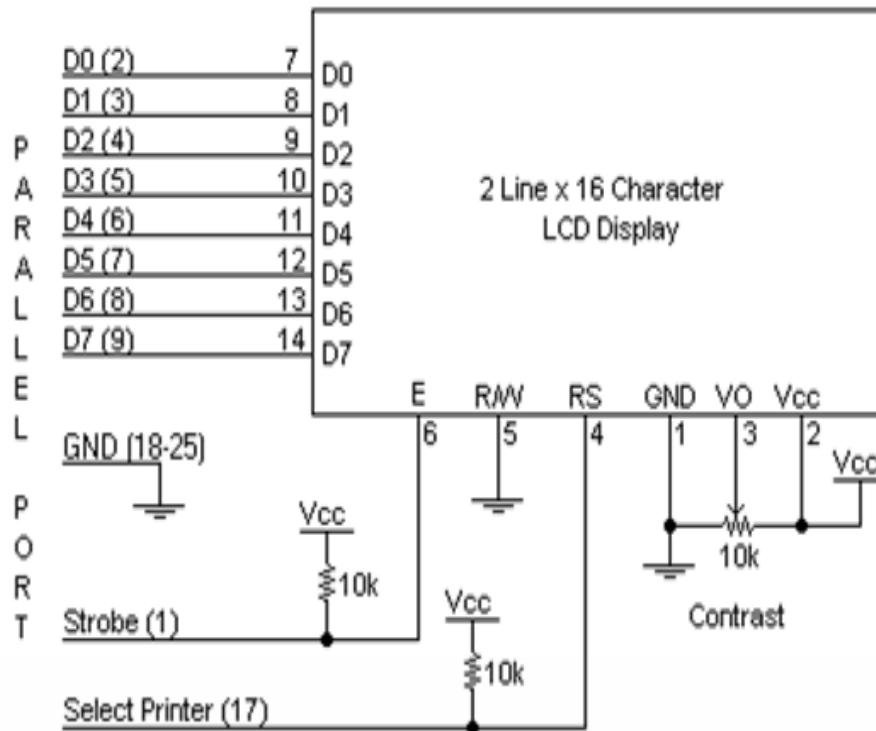 D0 (2) 7 D0
D1 (3) 8 D1
D2 (4) 9 D2
D3 (5) 10 D3
D4 (6) 11 D4
D5 (7) 12 D5
D6 (8) 13 D6
D7 (9) 14 D7
PARALLEL PORT
2 Line x 16 Character
LCD Display
E R/W RS GND VO Vcc
6 5 4 1 3 2
GND (18-25)
Vcc
10k
Vcc
10k
Vcc
10k
Contrast
Strobe (1)
Select Printer (17)